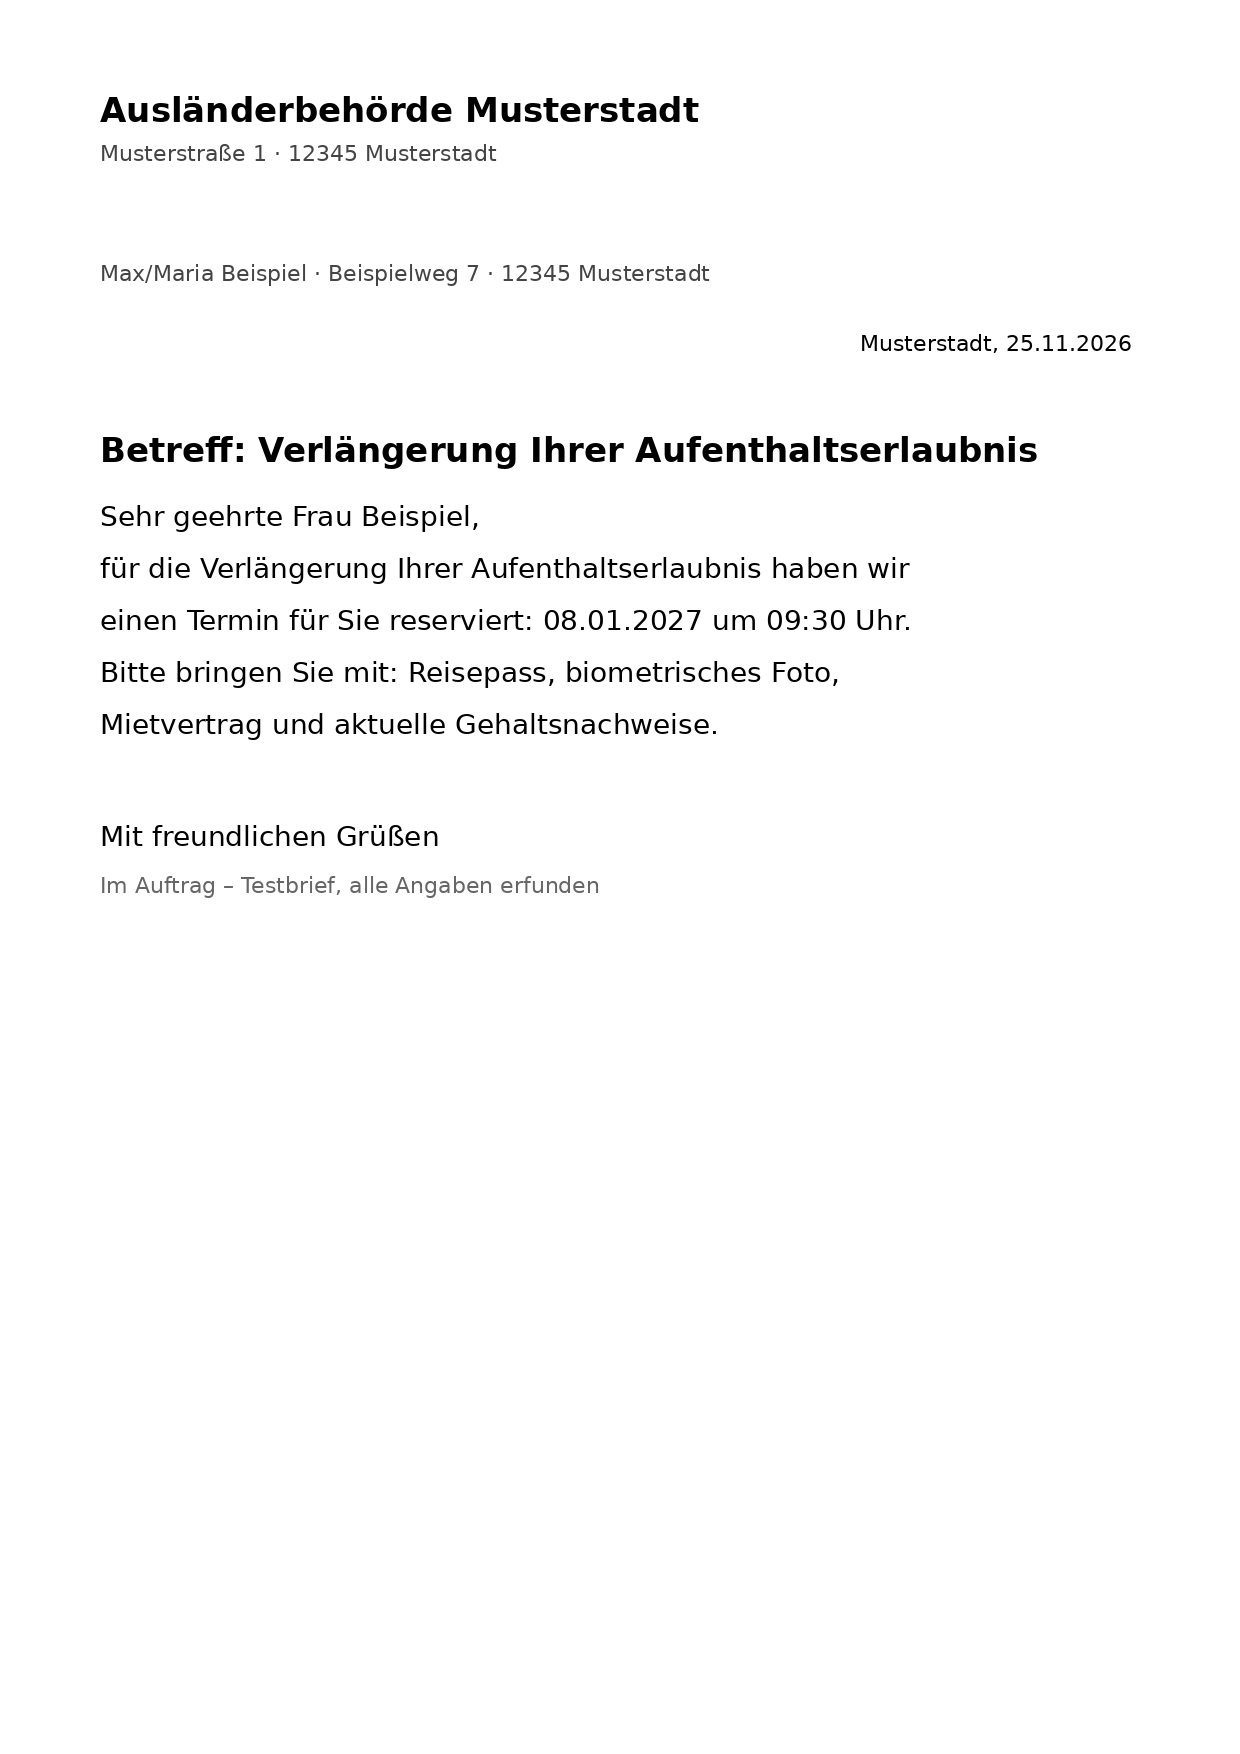 Ausländerbehörde Musterstadt
Musterstraße 1 · 12345 Musterstadt
Max/Maria Beispiel · Beispielweg 7 · 12345 Musterstadt
Musterstadt, 25.11.2026
Betreff: Verlängerung Ihrer Aufenthaltserlaubnis
Sehr geehrte Frau Beispiel,
für die Verlängerung Ihrer Aufenthaltserlaubnis haben wir
einen Termin für Sie reserviert: 08.01.2027 um 09:30 Uhr.
Bitte bringen Sie mit: Reisepass, biometrisches Foto,
Mietvertrag und aktuelle Gehaltsnachweise.
Mit freundlichen Grüßen
Im Auftrag – Testbrief, alle Angaben erfunden